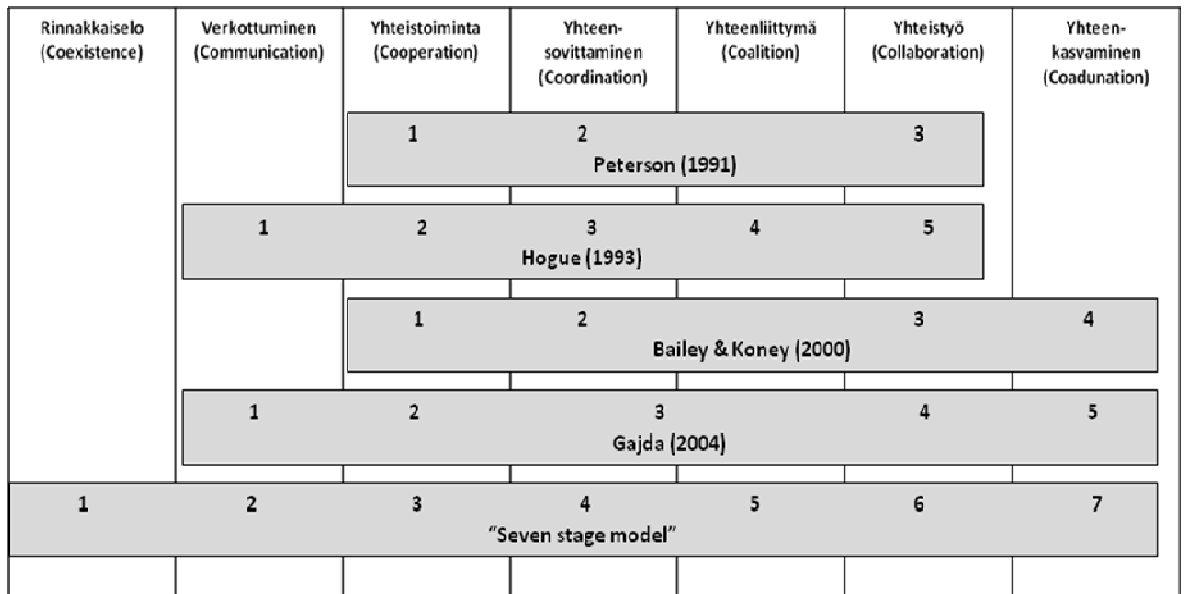 Rinnakkaiselo
(Coexistence)
Verkottuminen
(Communication)
Yhteistoiminta
(Cooperation)
Yhteen-
sovittaminen
(Coordination)
Yhteenliittymä
(Coalition)
Yhteistyö
(Collaboration)
Yhteen-
kasvaminen
(Coadunation)
1 2 3
Peterson (1991)
1 2 3 4 5
Hogue (1993)
1 2 3 4
Bailey & Koney (2000)
1 2 3 4 5
Gajda (2004)
1 2 3 4 5 6 7
"Seven stage model"